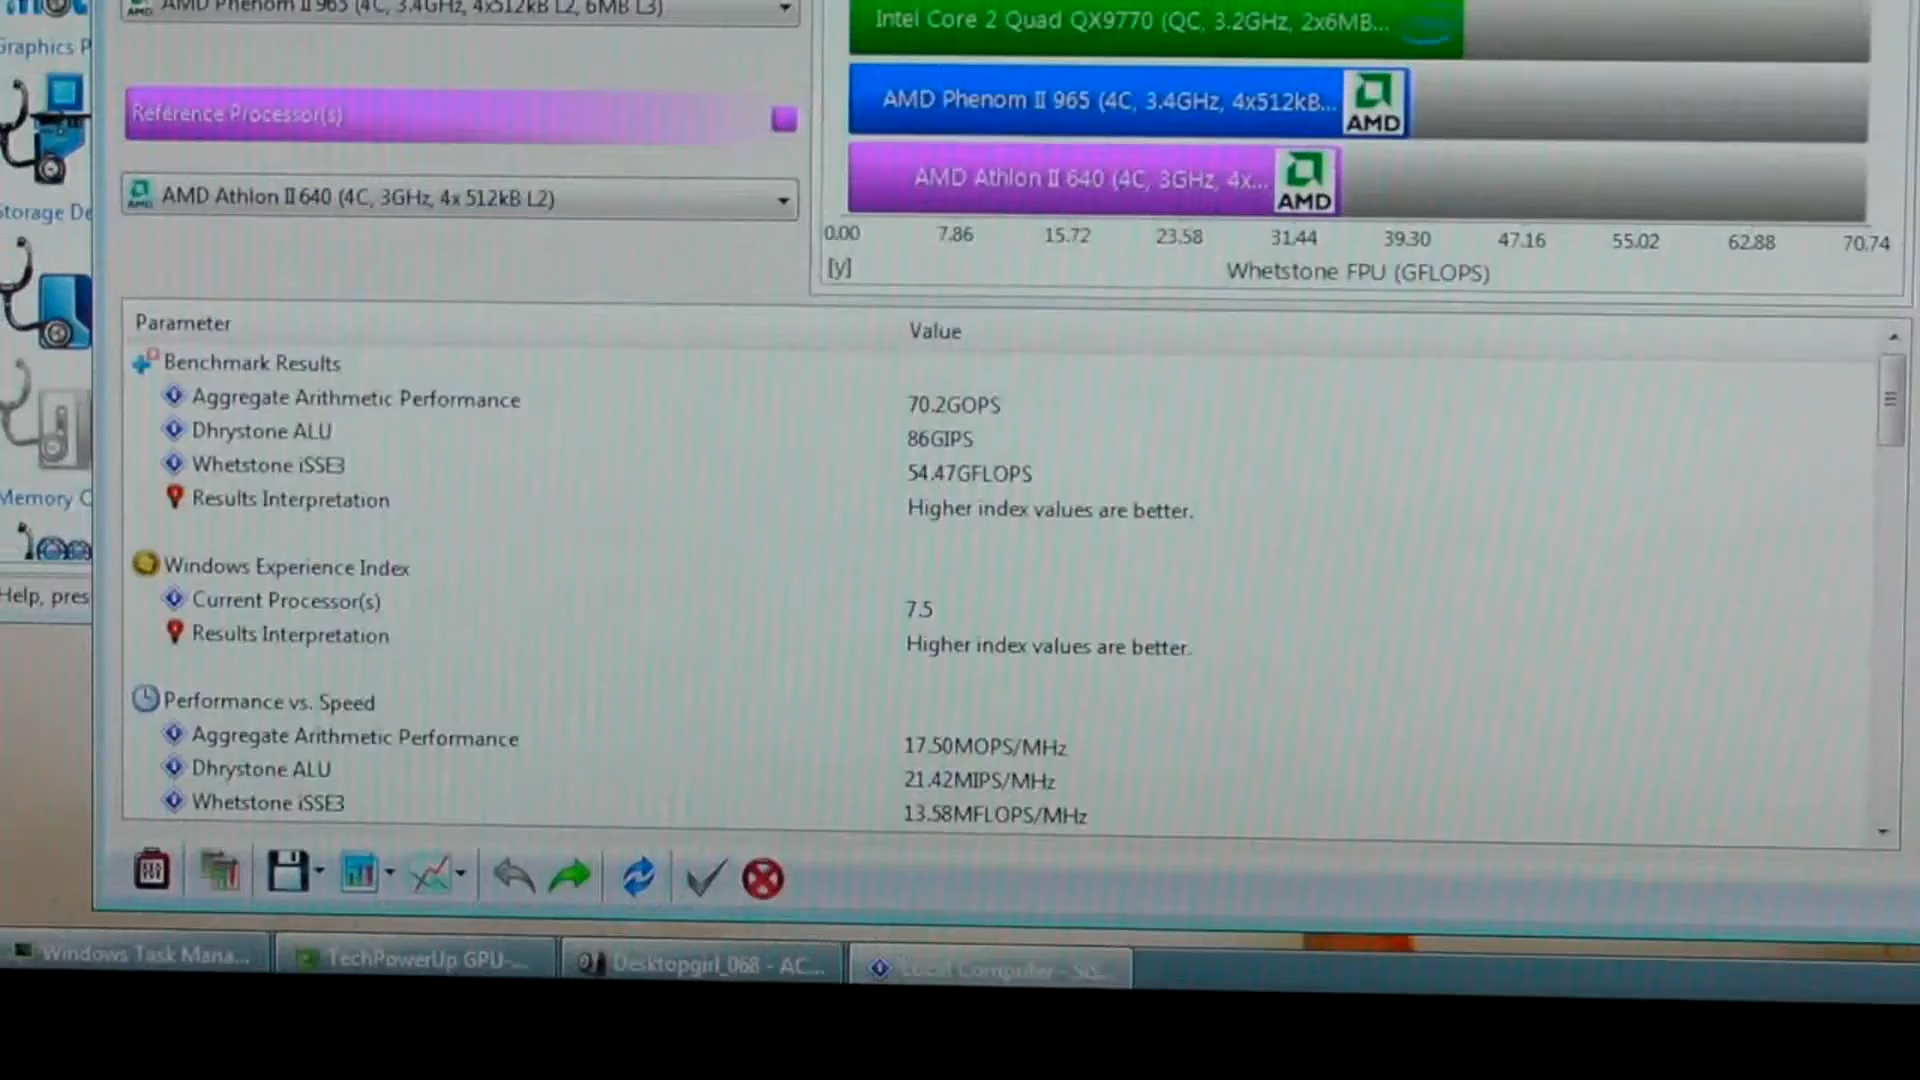 AMD Phenom II 965 (4C, 3.4GHz, 4x512kB L2, 6MB L3)
Intel Core 2 Quad QX9770 (QC, 3.2GHz, 2x6MB...
Graphics P
Reference Processor(s)
AMD Phenom II 965 (4C, 3.4GHz, 4x512kB...
AMD
AMD Athlon II 640 (4C, 3GHz, 4x 512kB L2)
AMD Athlon II 640 (4C, 3GHz, 4x...
AMD
Storage De
0.00 7.86 15.72 23.58 31.44 39.30 47.16 55.02 62.88 70.74
[y] Whetstone FPU (GFLOPS)
Parameter Value
Benchmark Results
Aggregate Arithmetic Performance 70.2GOPS
Dhrystone ALU 86GIPS
Whetstone iSSE3 54.47GFLOPS
Results Interpretation Higher index values are better.
Memory C
Windows Experience Index
Current Processor(s) 7.5
Help, pres
Results Interpretation Higher index values are better.
Performance vs. Speed
Aggregate Arithmetic Performance 17.50MOPS/MHz
Dhrystone ALU 21.42MIPS/MHz
Whetstone iSSE3 13.58MFLOPS/MHz
Windows Task Mana...
TechPowerUp GPU-...
Desktopgirl_068 - AC...
Local Computer - SiS...